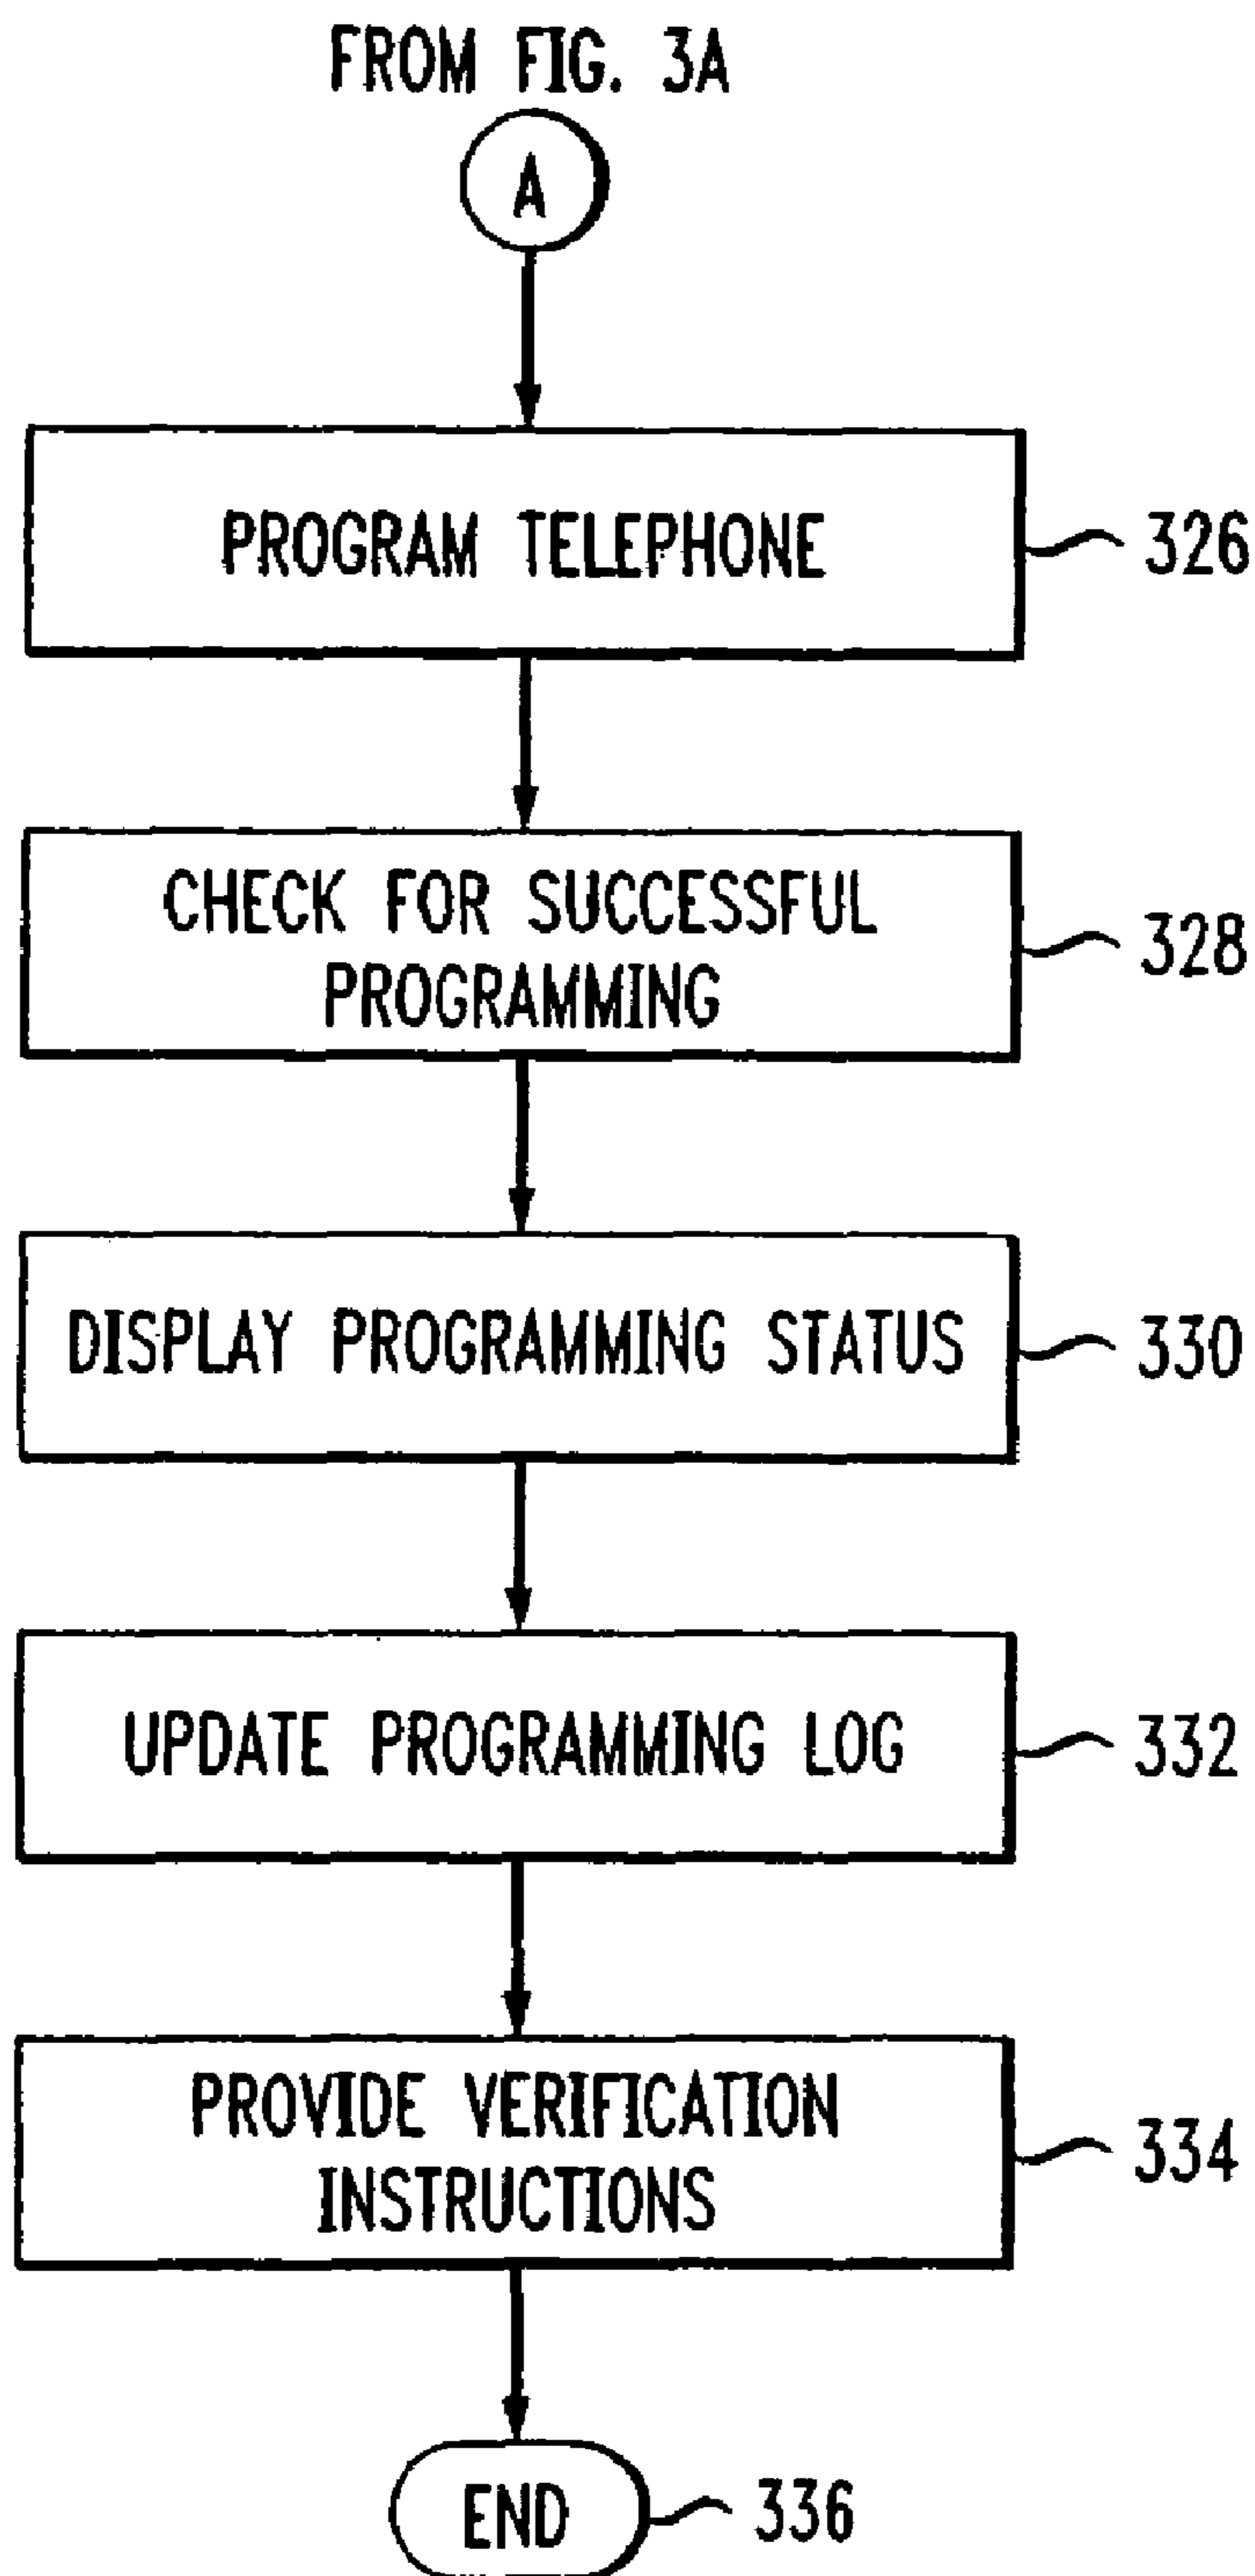 FROM FIG. 3A
A
PROGRAM TELEPHONE
326
CHECK FOR SUCCESSFUL
PROGRAMMING
328
DISPLAY PROGRAMMING STATUS
330
UPDATE PROGRAMMING LOG
332
PROVIDE VERIFICATION
INSTRUCTIONS
334
END
336